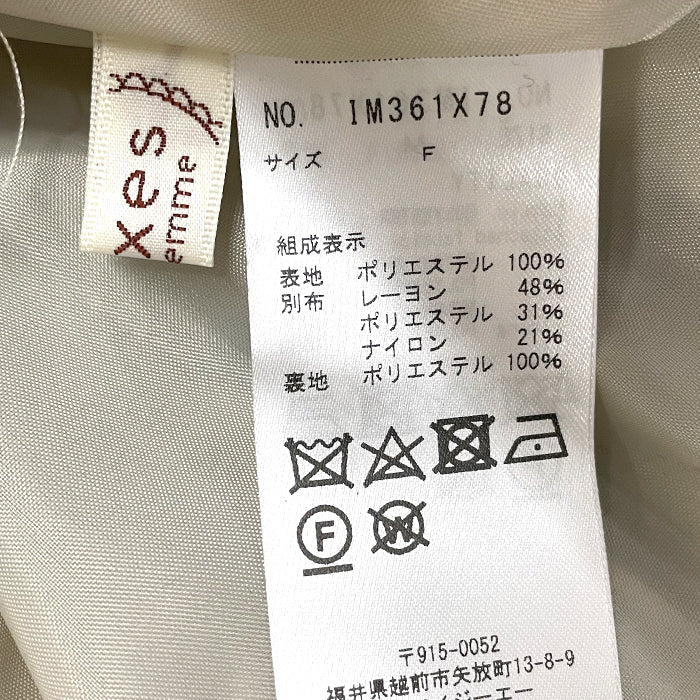 xes
emme
NO. IM361X78
サイズ F
組成表示
表地 ポリエステル 100%
別布 レーヨン 48%
ポリエステル 31%
ナイロン 21%
裏地 ポリエステル 100%
F
W
〒915-0052
福井県越前市矢放町13-8-9